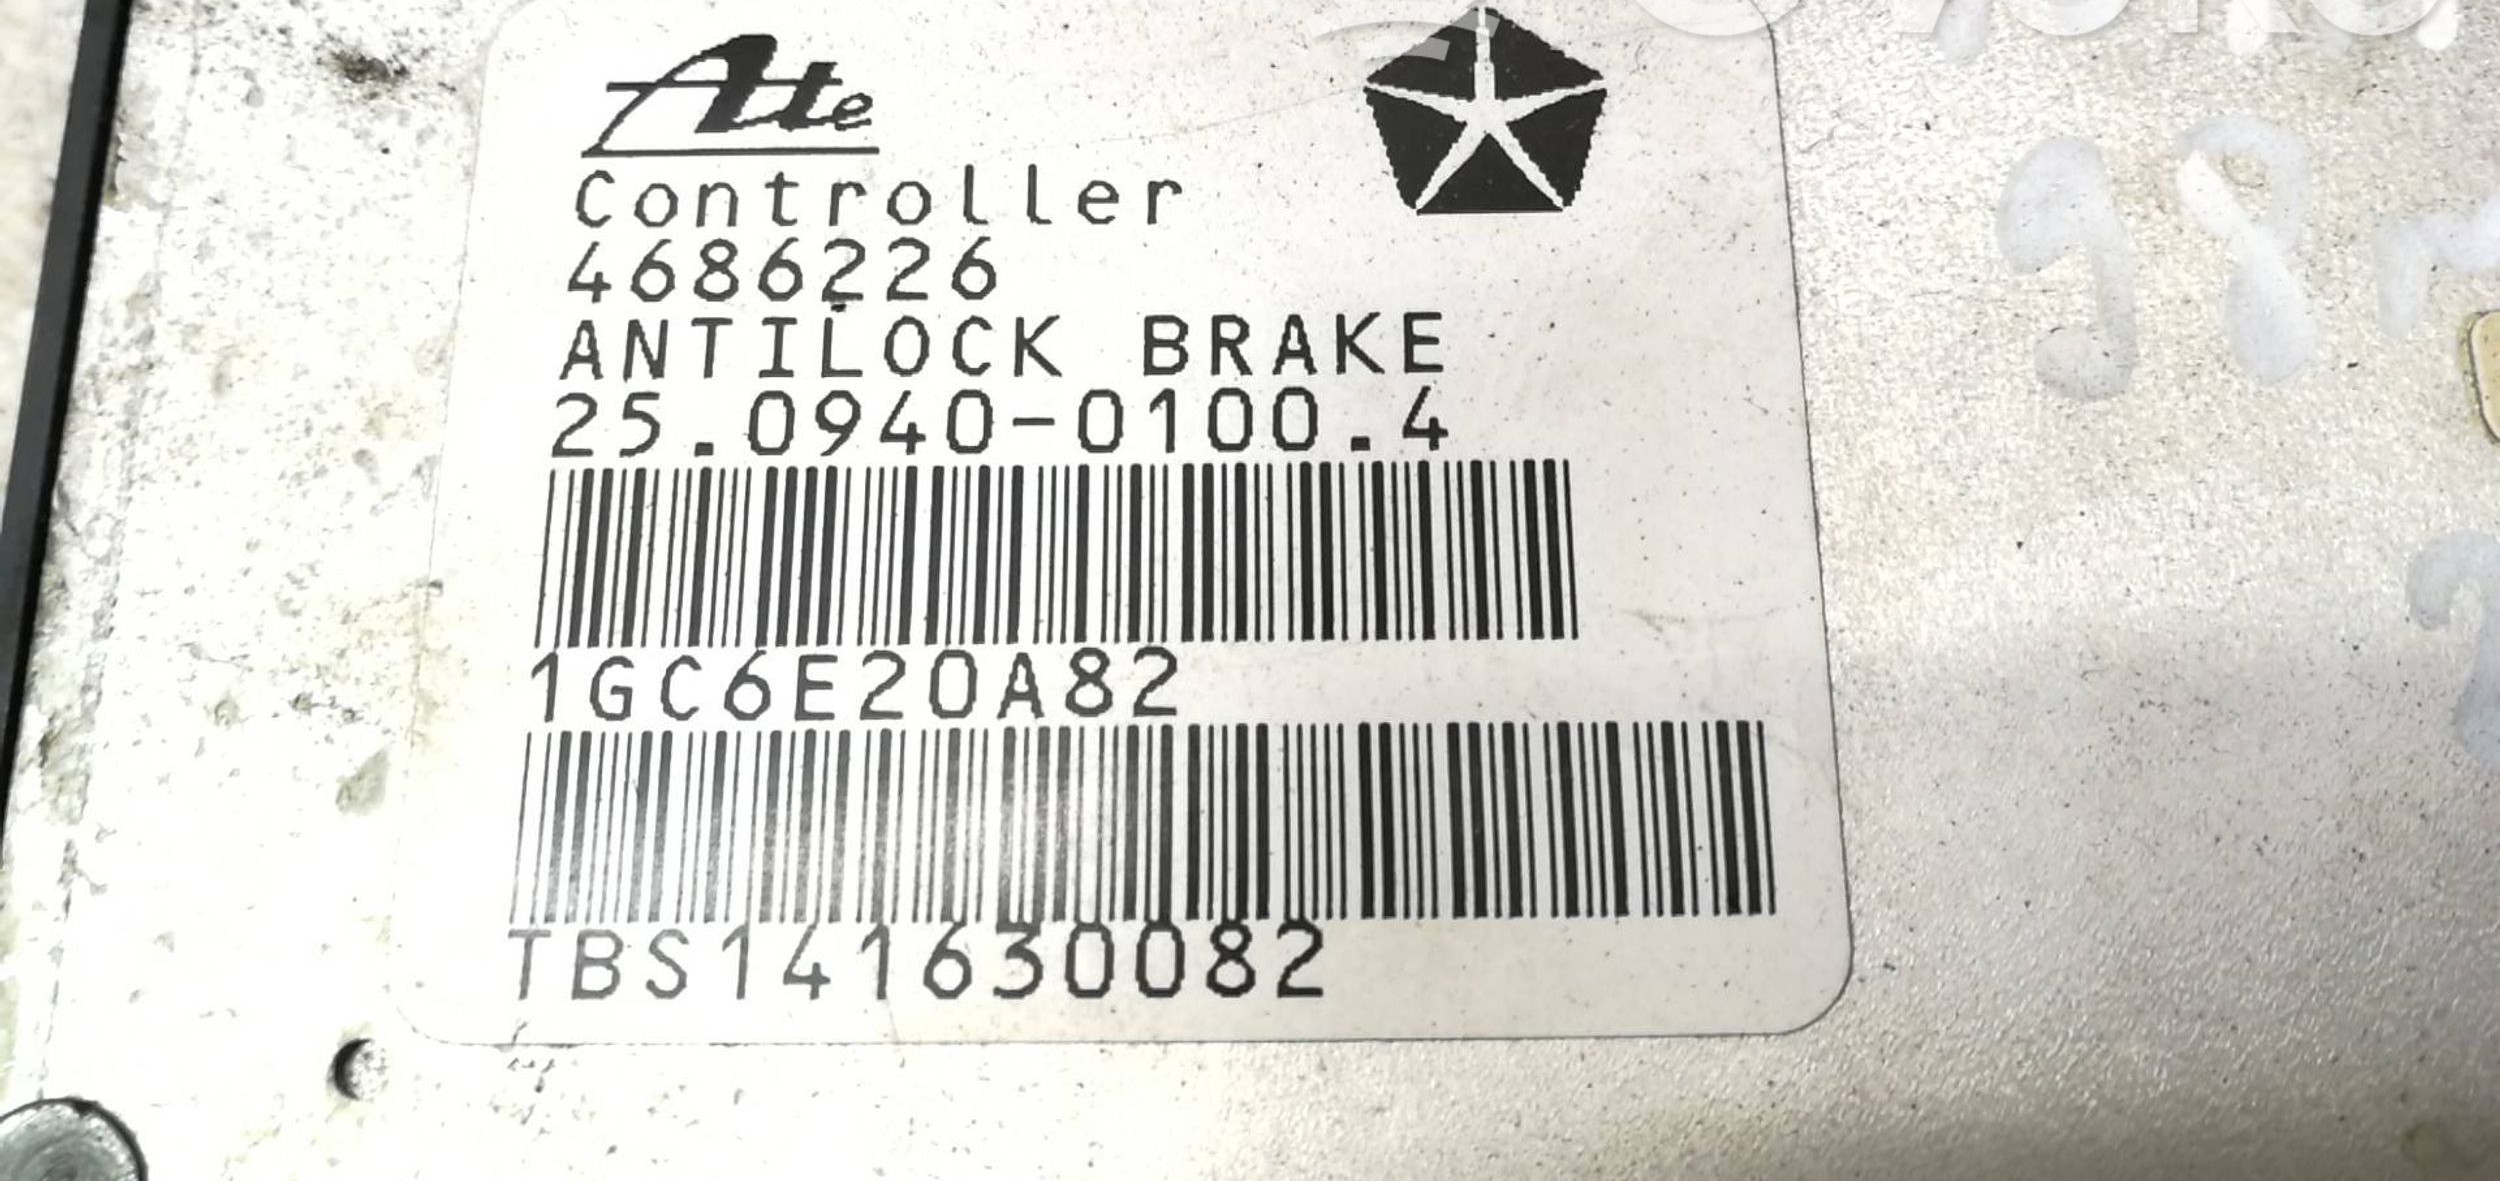 Ate
Controller
4686226
ANTILOCK BRAKE
25.0940-0100.4
1GC6E20A82
TBS141630082